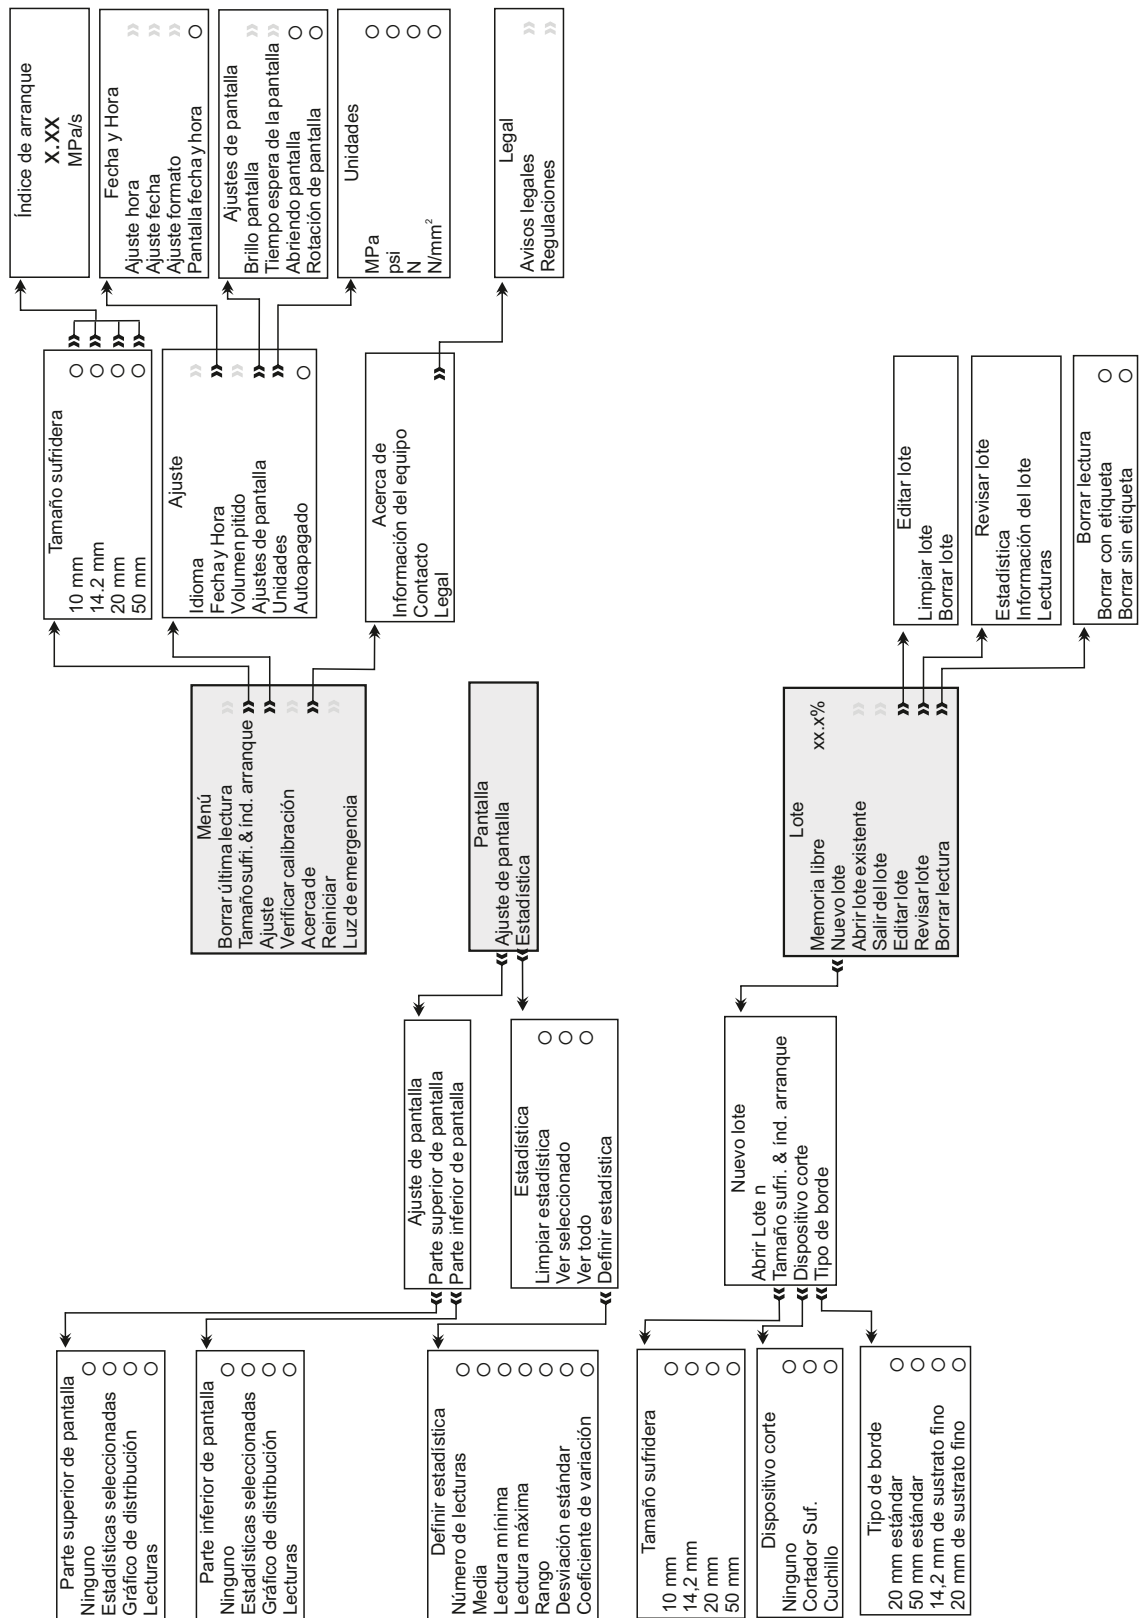 Parte superior de pantalla
Ninguno
Estadísticas seleccionadas
Gráfico de distribución
Lecturas
Parte inferior de pantalla
Ninguno
Estadísticas seleccionadas
Gráfico de distribución
Lecturas
Definir estadística
Número de lecturas
Media
Lectura mínima
Lectura máxima
Rango
Desviación estándar
Coeficiente de variación
Tamaño sufridera
10 mm
14,2 mm
20 mm
50 mm
Dispositivo corte
Ninguno
Cortador Suf.
Cuchillo
Tipo de borde
20 mm estándar
50 mm estándar
14,2 mm de sustrato fino
20 mm de sustrato fino
Ajuste de pantalla
Parte superior de pantalla
Parte inferior de pantalla
Estadística
Limpiar estadística
Ver seleccionado
Ver todo
Definir estadística
Nuevo lote
Abrir Lote n
Tamaño sufri. & índ. arranque
Dispositivo corte
Tipo de borde
Menú
Borrar última lectura
Tamaño sufri. & índ. arranque
Ajuste
Verificar calibración
Acerca de
Reiniciar
Luz de emergencia
Pantalla
Ajuste de pantalla
Estadística
Lote
Memoria libre xx.x%
Nuevo lote
Abrir lote existente
Salir del lote
Editar lote
Revisar lote
Borrar lectura
Tamaño sufridera
10 mm
14.2 mm
20 mm
50 mm
Ajuste
Idioma
Fecha y Hora
Volumen pitido
Ajustes de pantalla
Unidades
Autoapagado
Acerca de
Información del equipo
Contacto
Legal
Editar lote
Limpiar lote
Borrar lote
Revisar lote
Estadística
Información del lote
Lecturas
Borrar lectura
Borrar con etiqueta
Borrar sin etiqueta
Índice de arranque
X.XX
MPa/s
Fecha y Hora
Ajuste hora
Ajuste fecha
Ajuste formato
Pantalla fecha y hora
Ajustes de pantalla
Brillo pantalla
Tiempo espera de la pantalla
Abriendo pantalla
Rotación de pantalla
Unidades
MPa
psi
N
N/mm²
Legal
Avisos legales
Regulaciones